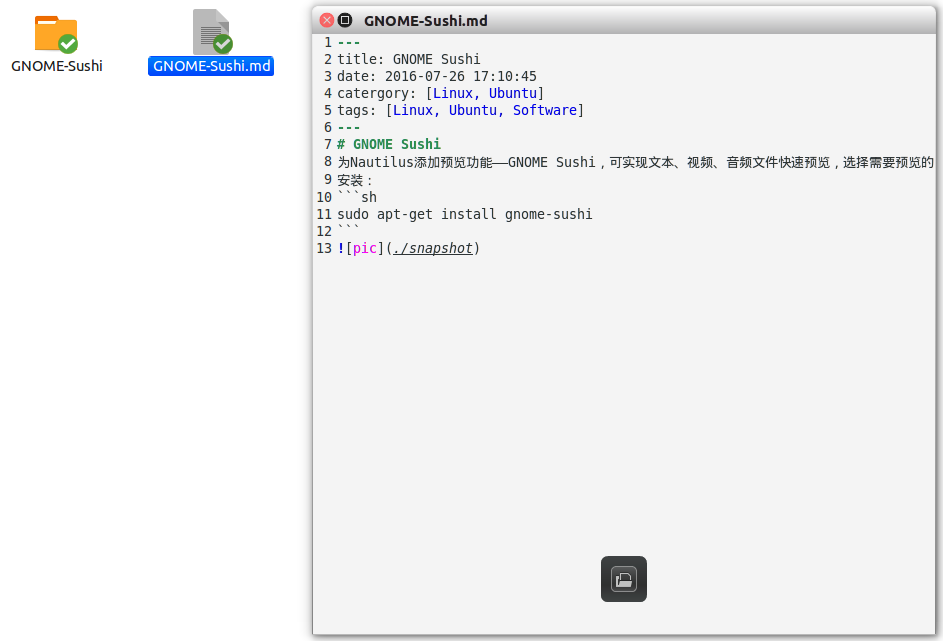 GNOME-Sushi
GNOME-Sushi.md
GNOME-Sushi.md
1 ---
2 title: GNOME Sushi
3 date: 2016-07-26 17:10:45
4 catergory: [Linux, Ubuntu]
5 tags: [Linux, Ubuntu, Software]
6 ---
7 # GNOME Sushi
8 为Nautilus添加预览功能——GNOME Sushi，可实现文本、视频、音频文件快速预览，选择需要预览的
9 安装：
10 ```sh
11 sudo apt-get install gnome-sushi
12 ```
13 ![pic](./snapshot)